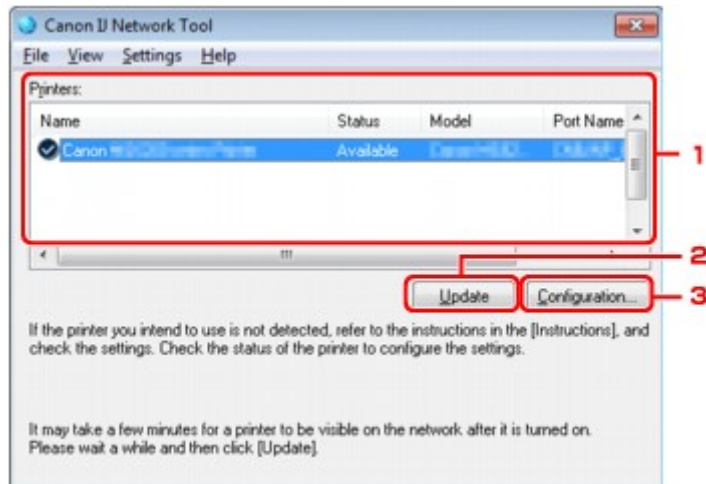 Canon IJ Network Tool
File View Settings Help
Printers:
Name Status Model Port Name
Canon Available
1
2
Update Configuration...
3
If the printer you intend to use is not detected, refer to the instructions in the [Instructions], and
check the settings. Check the status of the printer to configure the settings.
It may take a few minutes for a printer to be visible on the network after it is turned on.
Please wait a while and then click [Update].